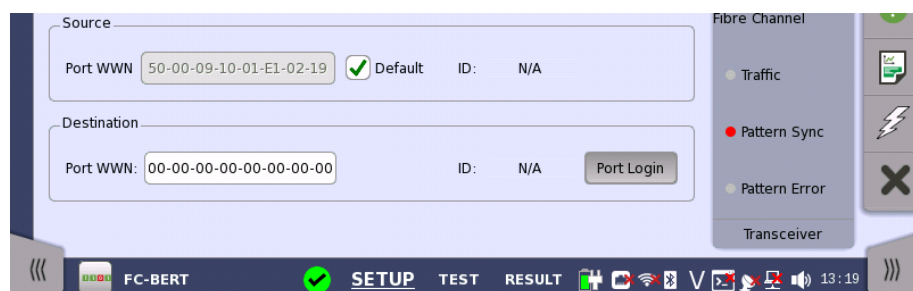 Source
Port WWN 50-00-09-10-01-E1-02-19 Default ID: N/A
Destination
Port WWN: 00-00-00-00-00-00-00-00 ID: N/A Port Login
Fibre Channel
Traffic
Pattern Sync
Pattern Error
Transceiver
FC-BERT SETUP TEST RESULT V 13:19